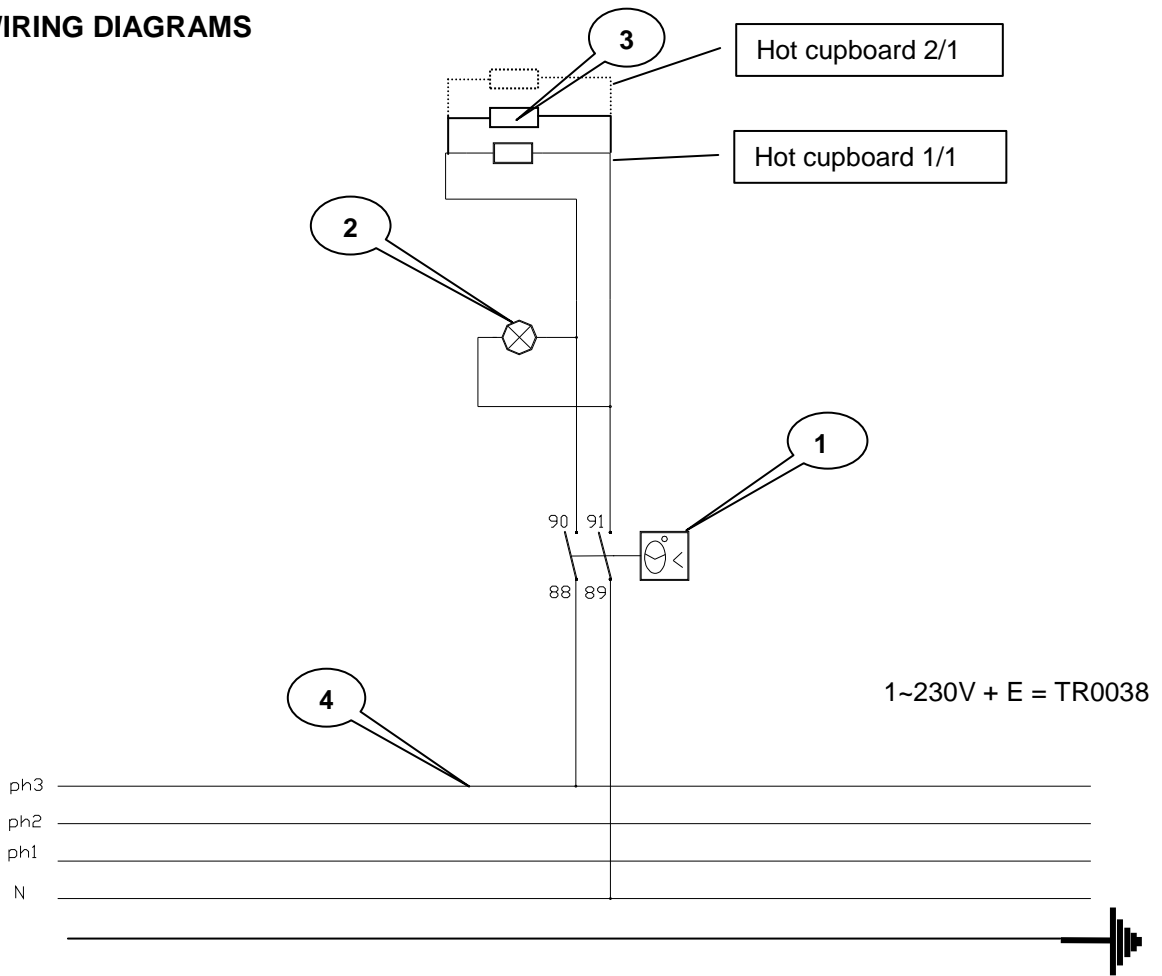 WIRING DIAGRAMS
3
Hot cupboard 2/1
Hot cupboard 1/1
2
1
90 91
88 89
4
1~230V + E = TR0038
ph3
ph2
ph1
N